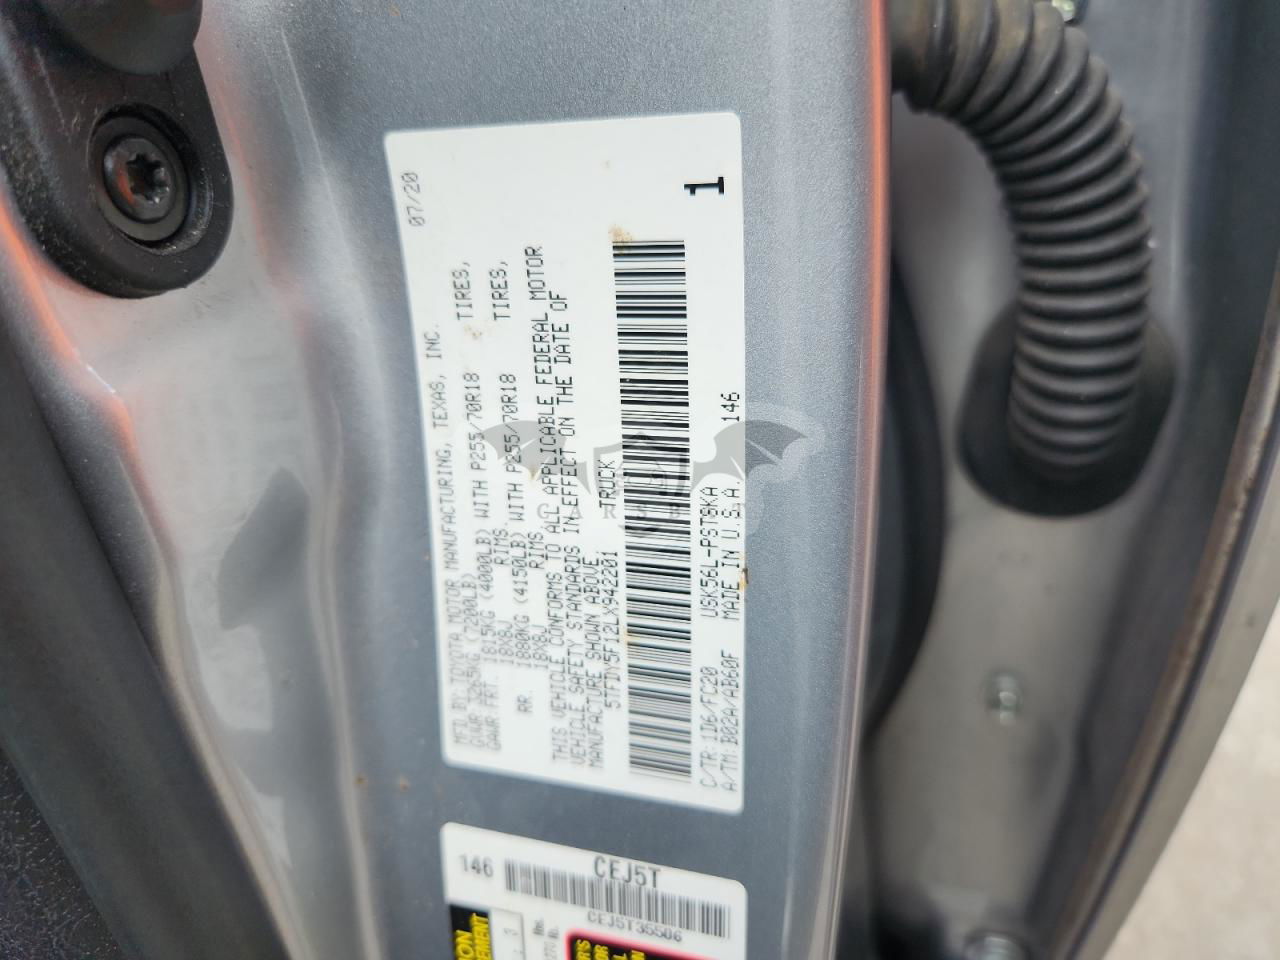 MFD.BY: TOYOTA MOTOR MANUFACTURING, TEXAS, INC. 07/20
GVWR: 3265KG (7200LB)
GAWR: FRT. 1815KG (4000LB) WITH P255/70R18 TIRES,
18X8J RIMS,
RR. 1880KG (4150LB) WITH P255/70R18 TIRES,
18X8J RIMS,
THIS VEHICLE CONFORMS TO ALL APPLICABLE FEDERAL MOTOR
VEHICLE SAFETY STANDARDS IN EFFECT ON THE DATE OF
MANUFACTURE SHOWN ABOVE.
5TFDY5F12LX942201 TRUCK
C/TR: 1D6/FC20 USK56L-PSTSKA 146
A/TM: B02A/AB60F MADE IN U.S.A.
1
CARSBAT
146
CEJ5T
CEJ5T35506